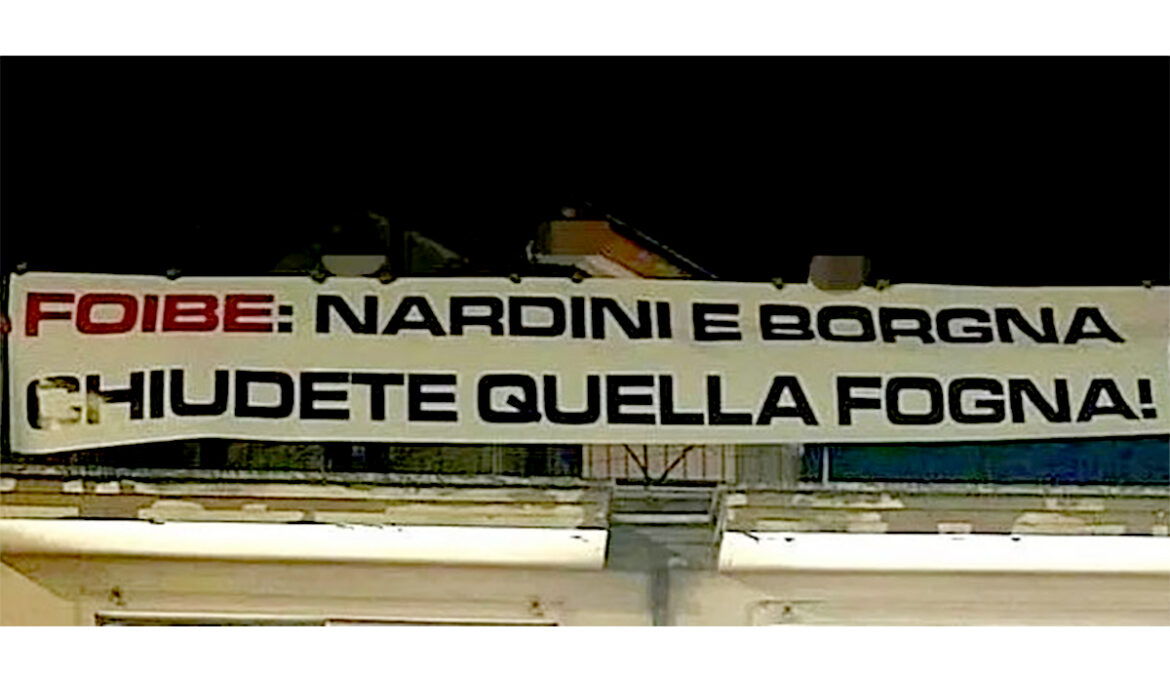 FOIBE: NARDINI E BORGNA
CHIUDETE QUELLA FOGNA!